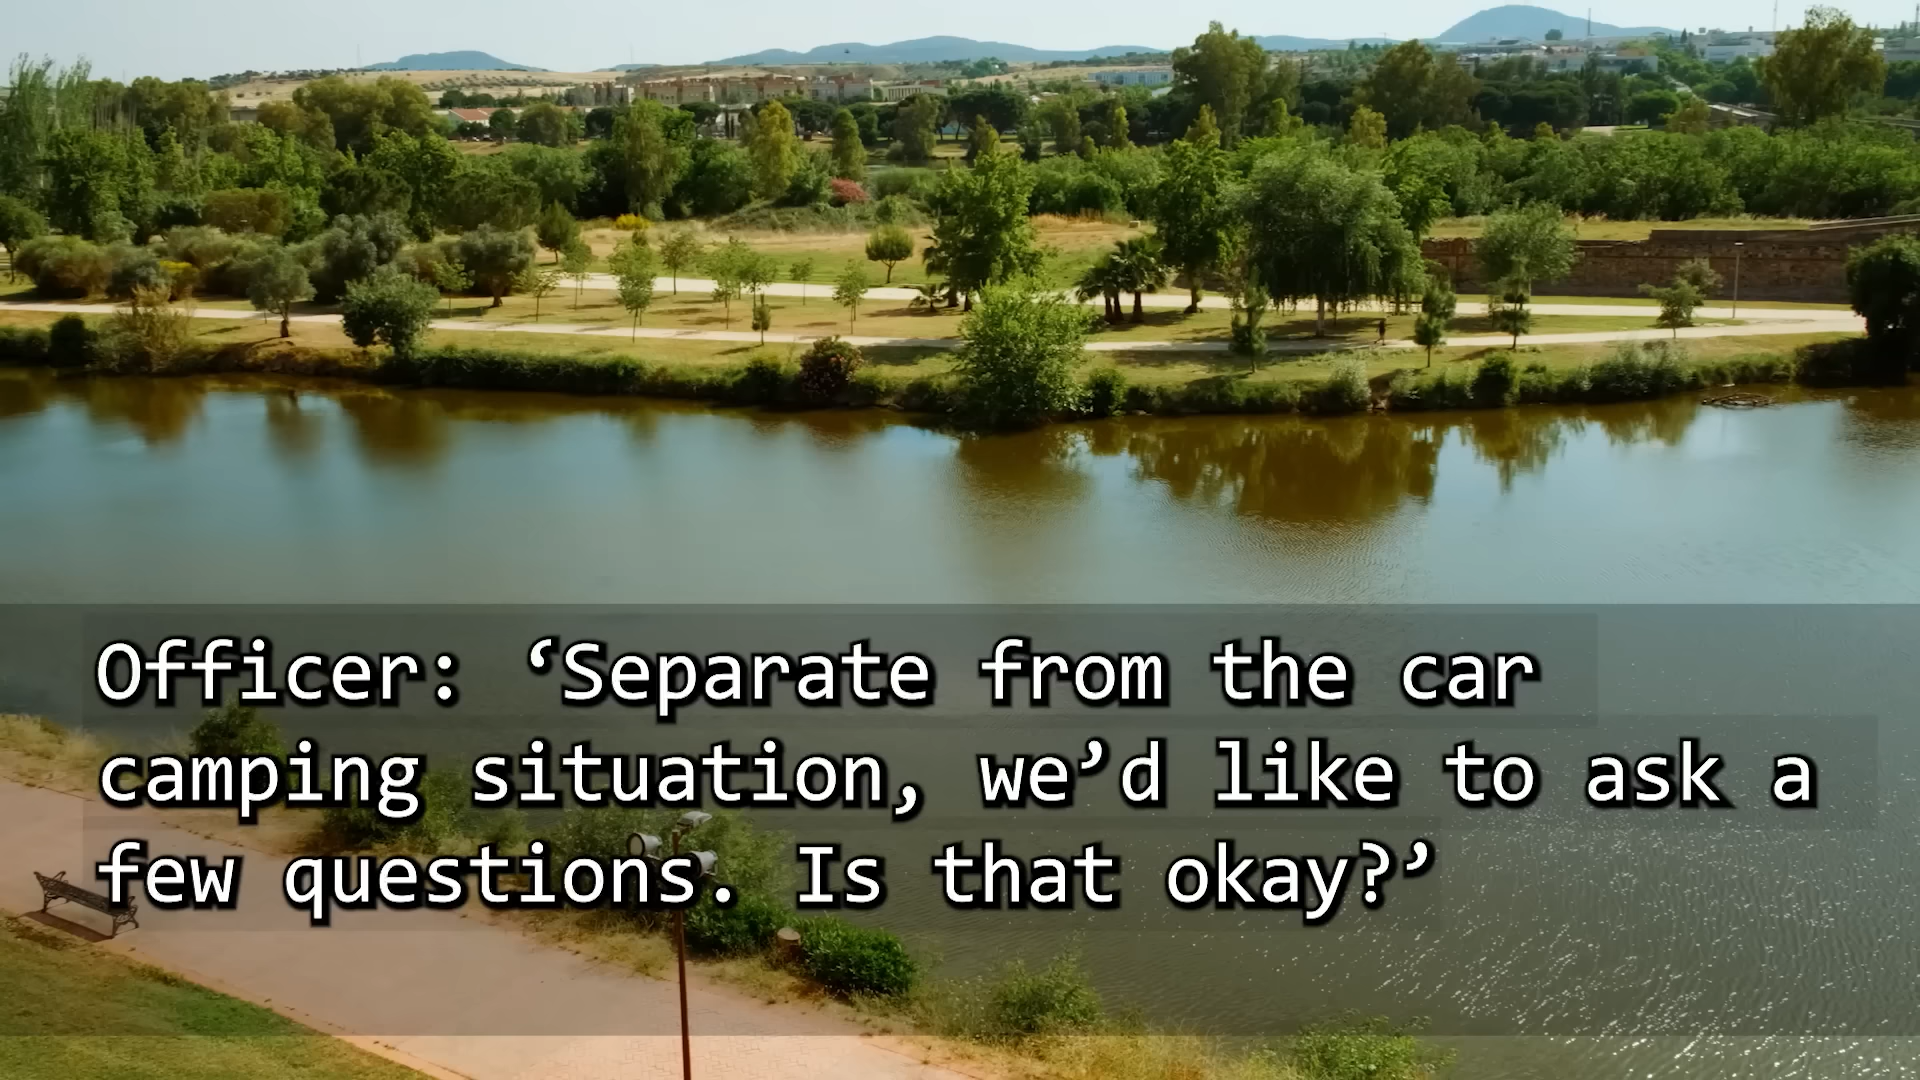 Officer: ‘Separate from the car
camping situation, we’d like to ask a
few questions. Is that okay?’